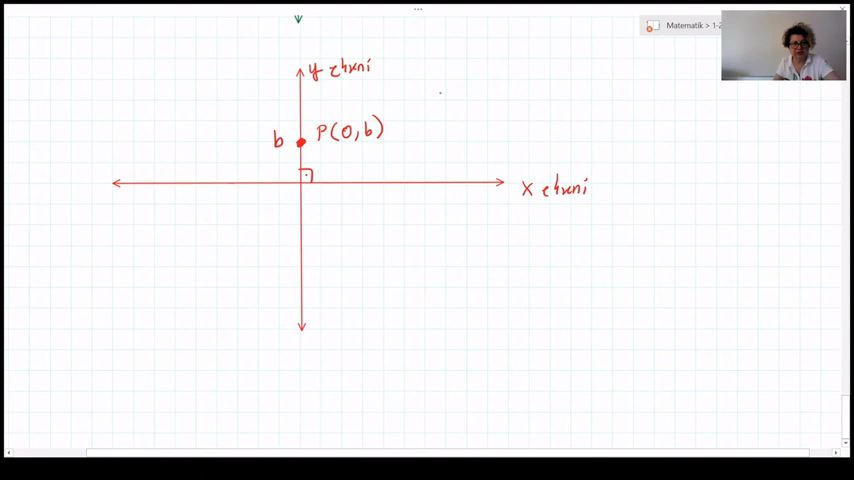 Matematik > 1-2
y ekseni
b P(0,b)
x ekseni